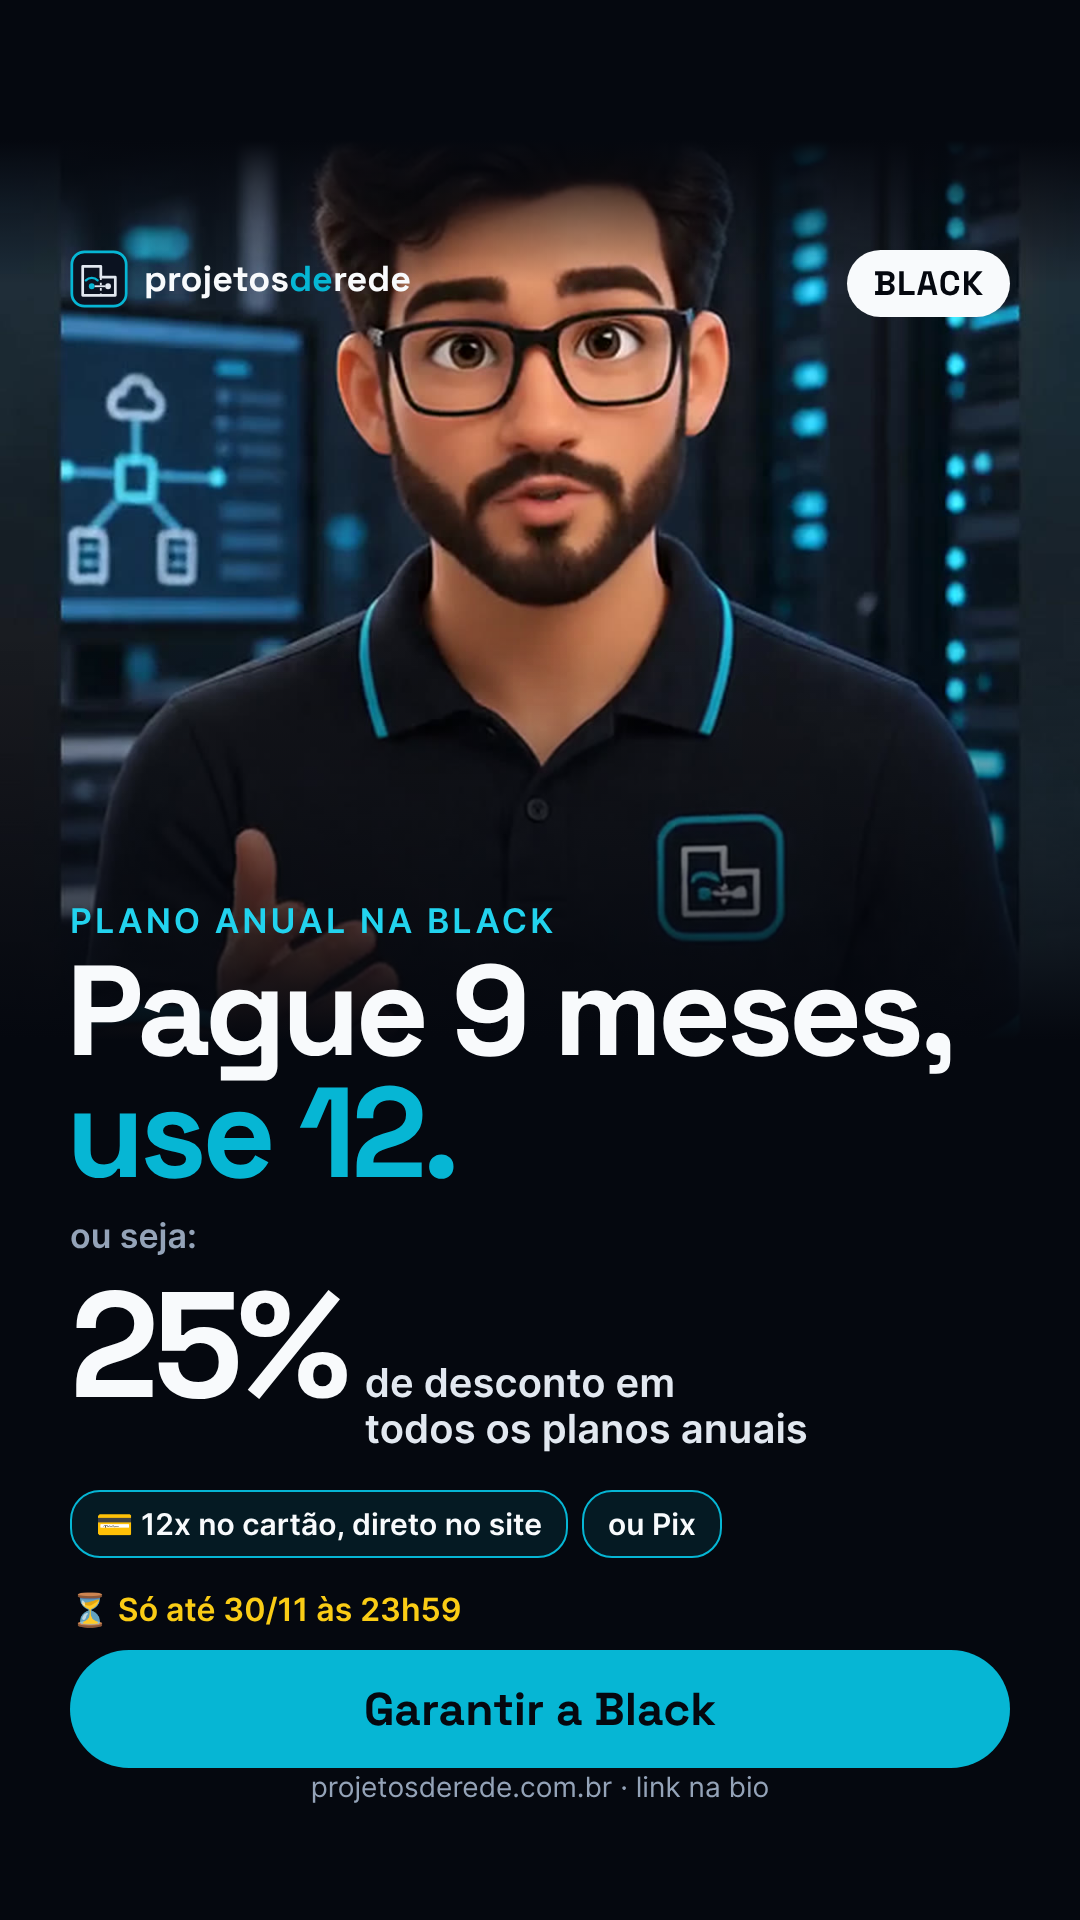 projetosderede
BLACK
PLANO ANUAL NA BLACK
Pague 9 meses,
use 12.
ou seja:
25%
de desconto em
todos os planos anuais
💳 12x no cartão, direto no site
ou Pix
⏳ Só até 30/11 às 23h59
Garantir a Black
projetosderede.com.br · link na bio